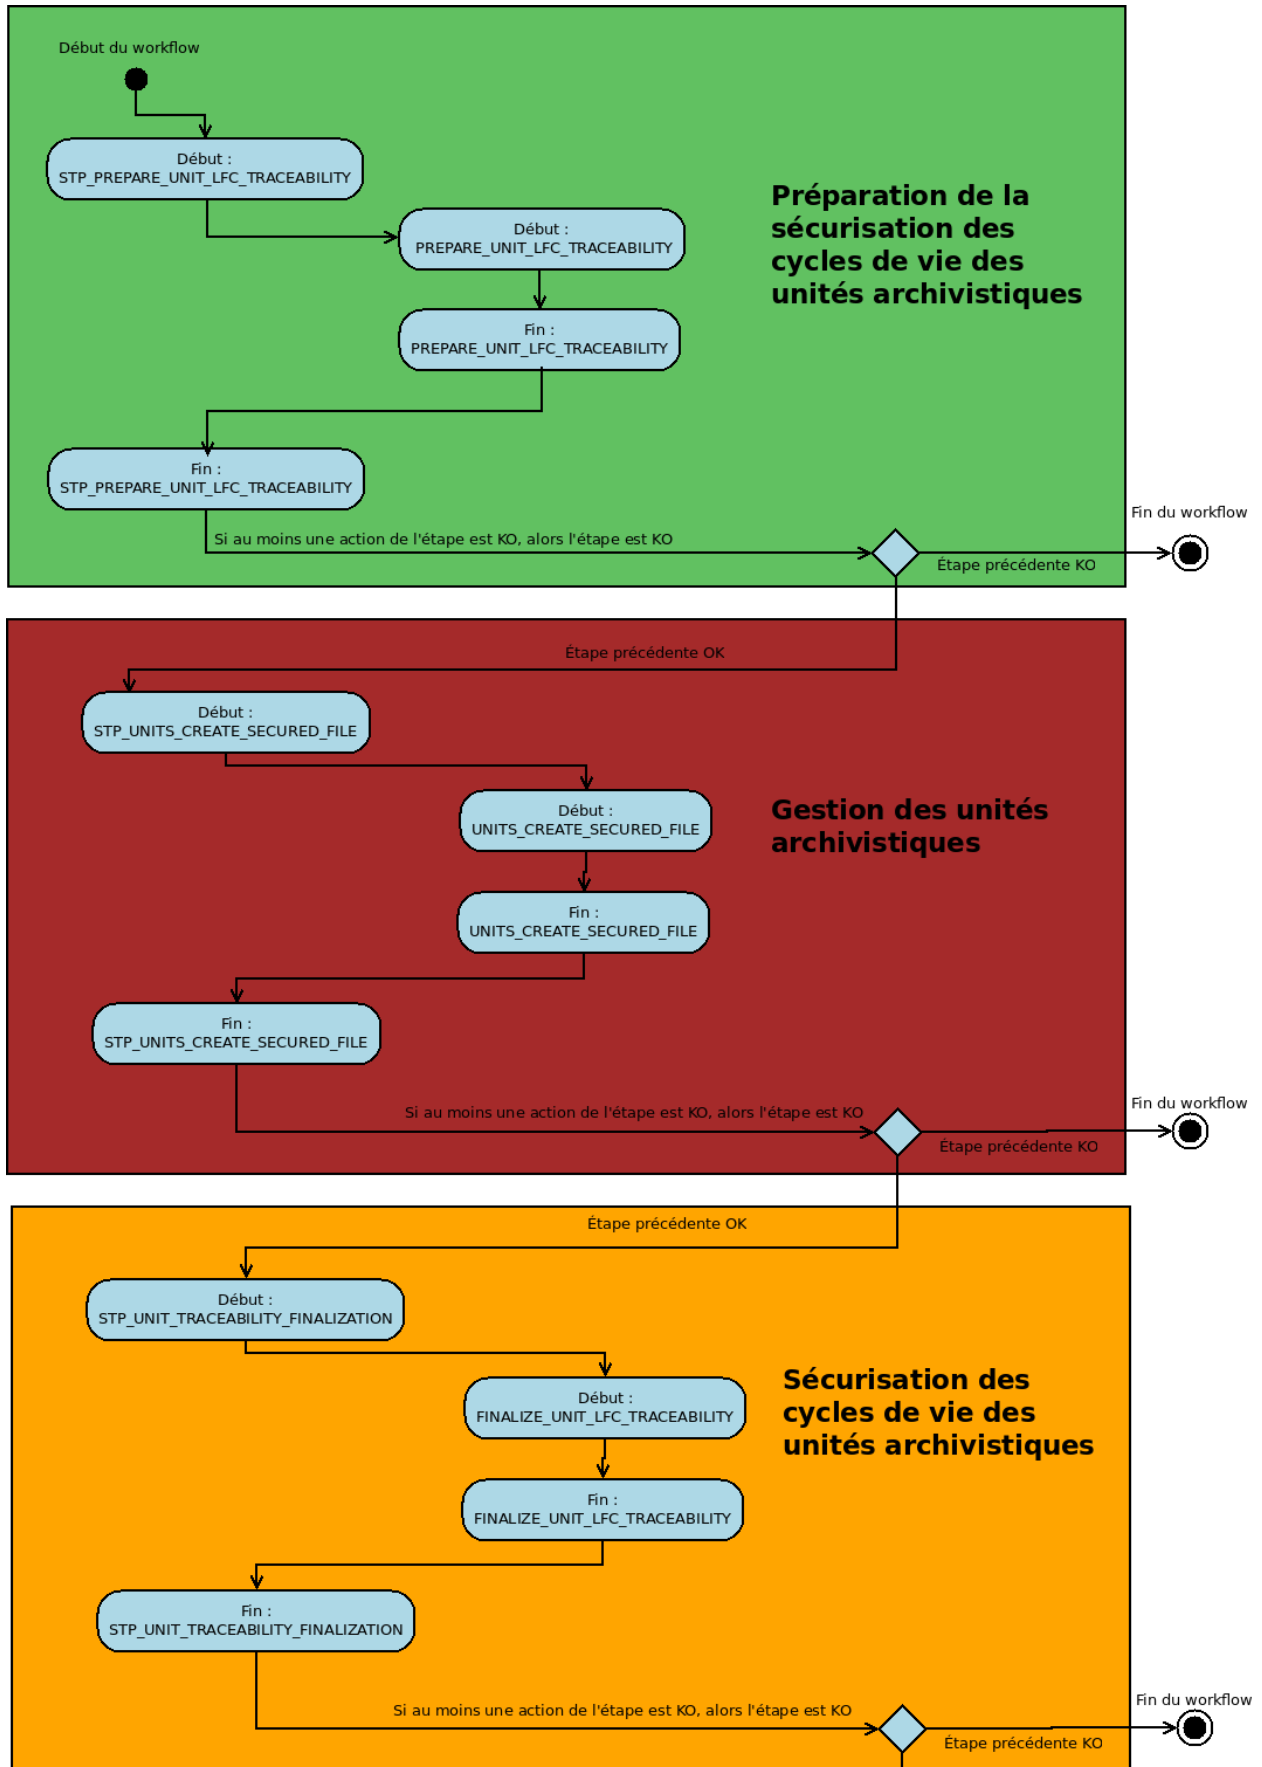 Début du workflow
Début :
STP_PREPARE_UNIT_LFC_TRACEABILITY
Préparation de la
sécurisation des
cycles de vie des
unités archivistiques
Début :
PREPARE_UNIT_LFC_TRACEABILITY
Fin :
PREPARE_UNIT_LFC_TRACEABILITY
Fin :
STP_PREPARE_UNIT_LFC_TRACEABILITY
Fin du workflow
Si au moins une action de l'étape est KO, alors l'étape est KO
Étape précédente KO
Étape précédente OK
Début :
STP_UNITS_CREATE_SECURED_FILE
Gestion des unités
archivistiques
Début :
UNITS_CREATE_SECURED_FILE
Fin :
UNITS_CREATE_SECURED_FILE
Fin :
STP_UNITS_CREATE_SECURED_FILE
Fin du workflow
Si au moins une action de l'étape est KO, alors l'étape est KO
Étape précédente KO
Étape précédente OK
Début :
STP_UNIT_TRACEABILITY_FINALIZATION
Sécurisation des
cycles de vie des
unités archivistiques
Début :
FINALIZE_UNIT_LFC_TRACEABILITY
Fin :
FINALIZE_UNIT_LFC_TRACEABILITY
Fin :
STP_UNIT_TRACEABILITY_FINALIZATION
Fin du workflow
Si au moins une action de l'étape est KO, alors l'étape est KO
Étape précédente KO